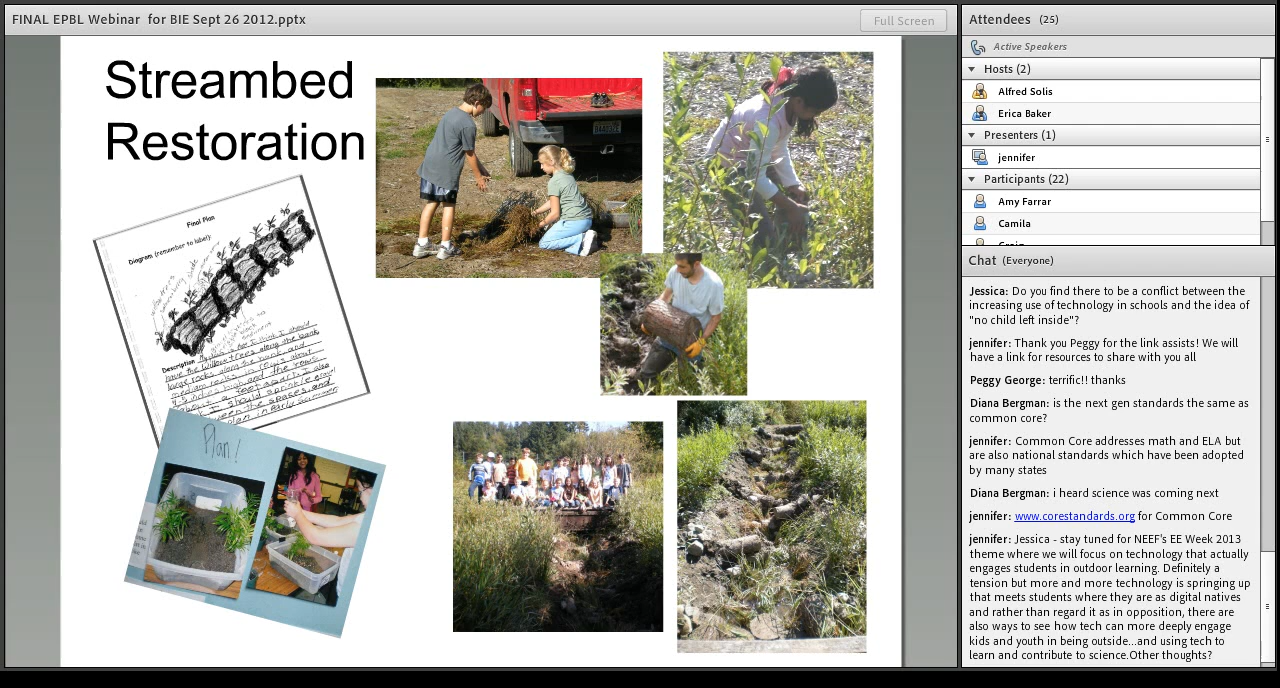 FINAL EPBL Webinar  for BIE Sept 26 2012.pptx
Full Screen
Streambed
Restoration
Final Plan
Diagram (remember to label):
Description
Plan!
Attendees (25)
Active Speakers
Hosts (2)
Alfred Solis
Erica Baker
Presenters (1)
jennifer
Participants (22)
Amy Farrar
Camila
Craig
Chat (Everyone)
Jessica: Do you find there to be a conflict between the
increasing use of technology in schools and the idea of
"no child left inside"?
jennifer: Thank you Peggy for the link assists! We will
have a link for resources to share with you all
Peggy George: terrific!! thanks
Diana Bergman: is the next gen standards the same as
common core?
jennifer: Common Core addresses math and ELA but
are also national standards which have been adopted
by many states
Diana Bergman: i heard science was coming next
jennifer: www.corestandards.org for Common Core
jennifer: Jessica - stay tuned for NEEF's EE Week 2013
theme where we will focus on technology that actually
engages students in outdoor learning. Definitely a
tension but more and more technology is springing up
that meets students where they are as digital natives
and rather than regard it as in opposition, there are
also ways to see how tech can more deeply engage
kids and youth in being outside...and using tech to
learn and contribute to science.Other thoughts?